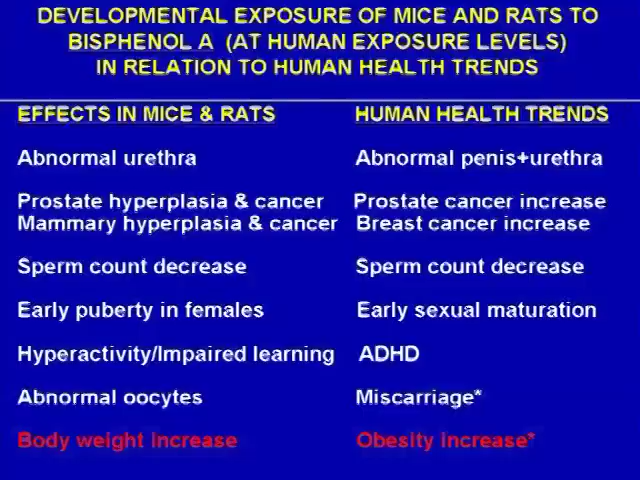 DEVELOPMENTAL EXPOSURE OF MICE AND RATS TO
BISPHENOL A (AT HUMAN EXPOSURE LEVELS)
IN RELATION TO HUMAN HEALTH TRENDS
EFFECTS IN MICE & RATS HUMAN HEALTH TRENDS
Abnormal urethra Abnormal penis+urethra
Prostate hyperplasia & cancer Prostate cancer increase
Mammary hyperplasia & cancer Breast cancer increase
Sperm count decrease Sperm count decrease
Early puberty in females Early sexual maturation
Hyperactivity/Impaired learning ADHD
Abnormal oocytes Miscarriage*
Body weight increase Obesity increase*